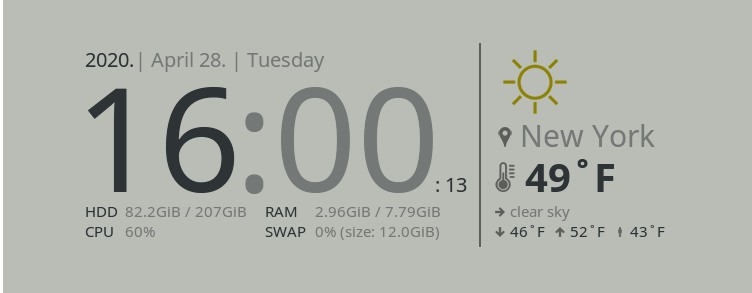 2020.| April 28. | Tuesday
16:00 : 13
HDD 82.2GiB / 207GiB RAM 2.96GiB / 7.79GiB
CPU 60% SWAP 0% (size: 12.0GiB)
New York
49°F
clear sky
46°F 52°F 43°F